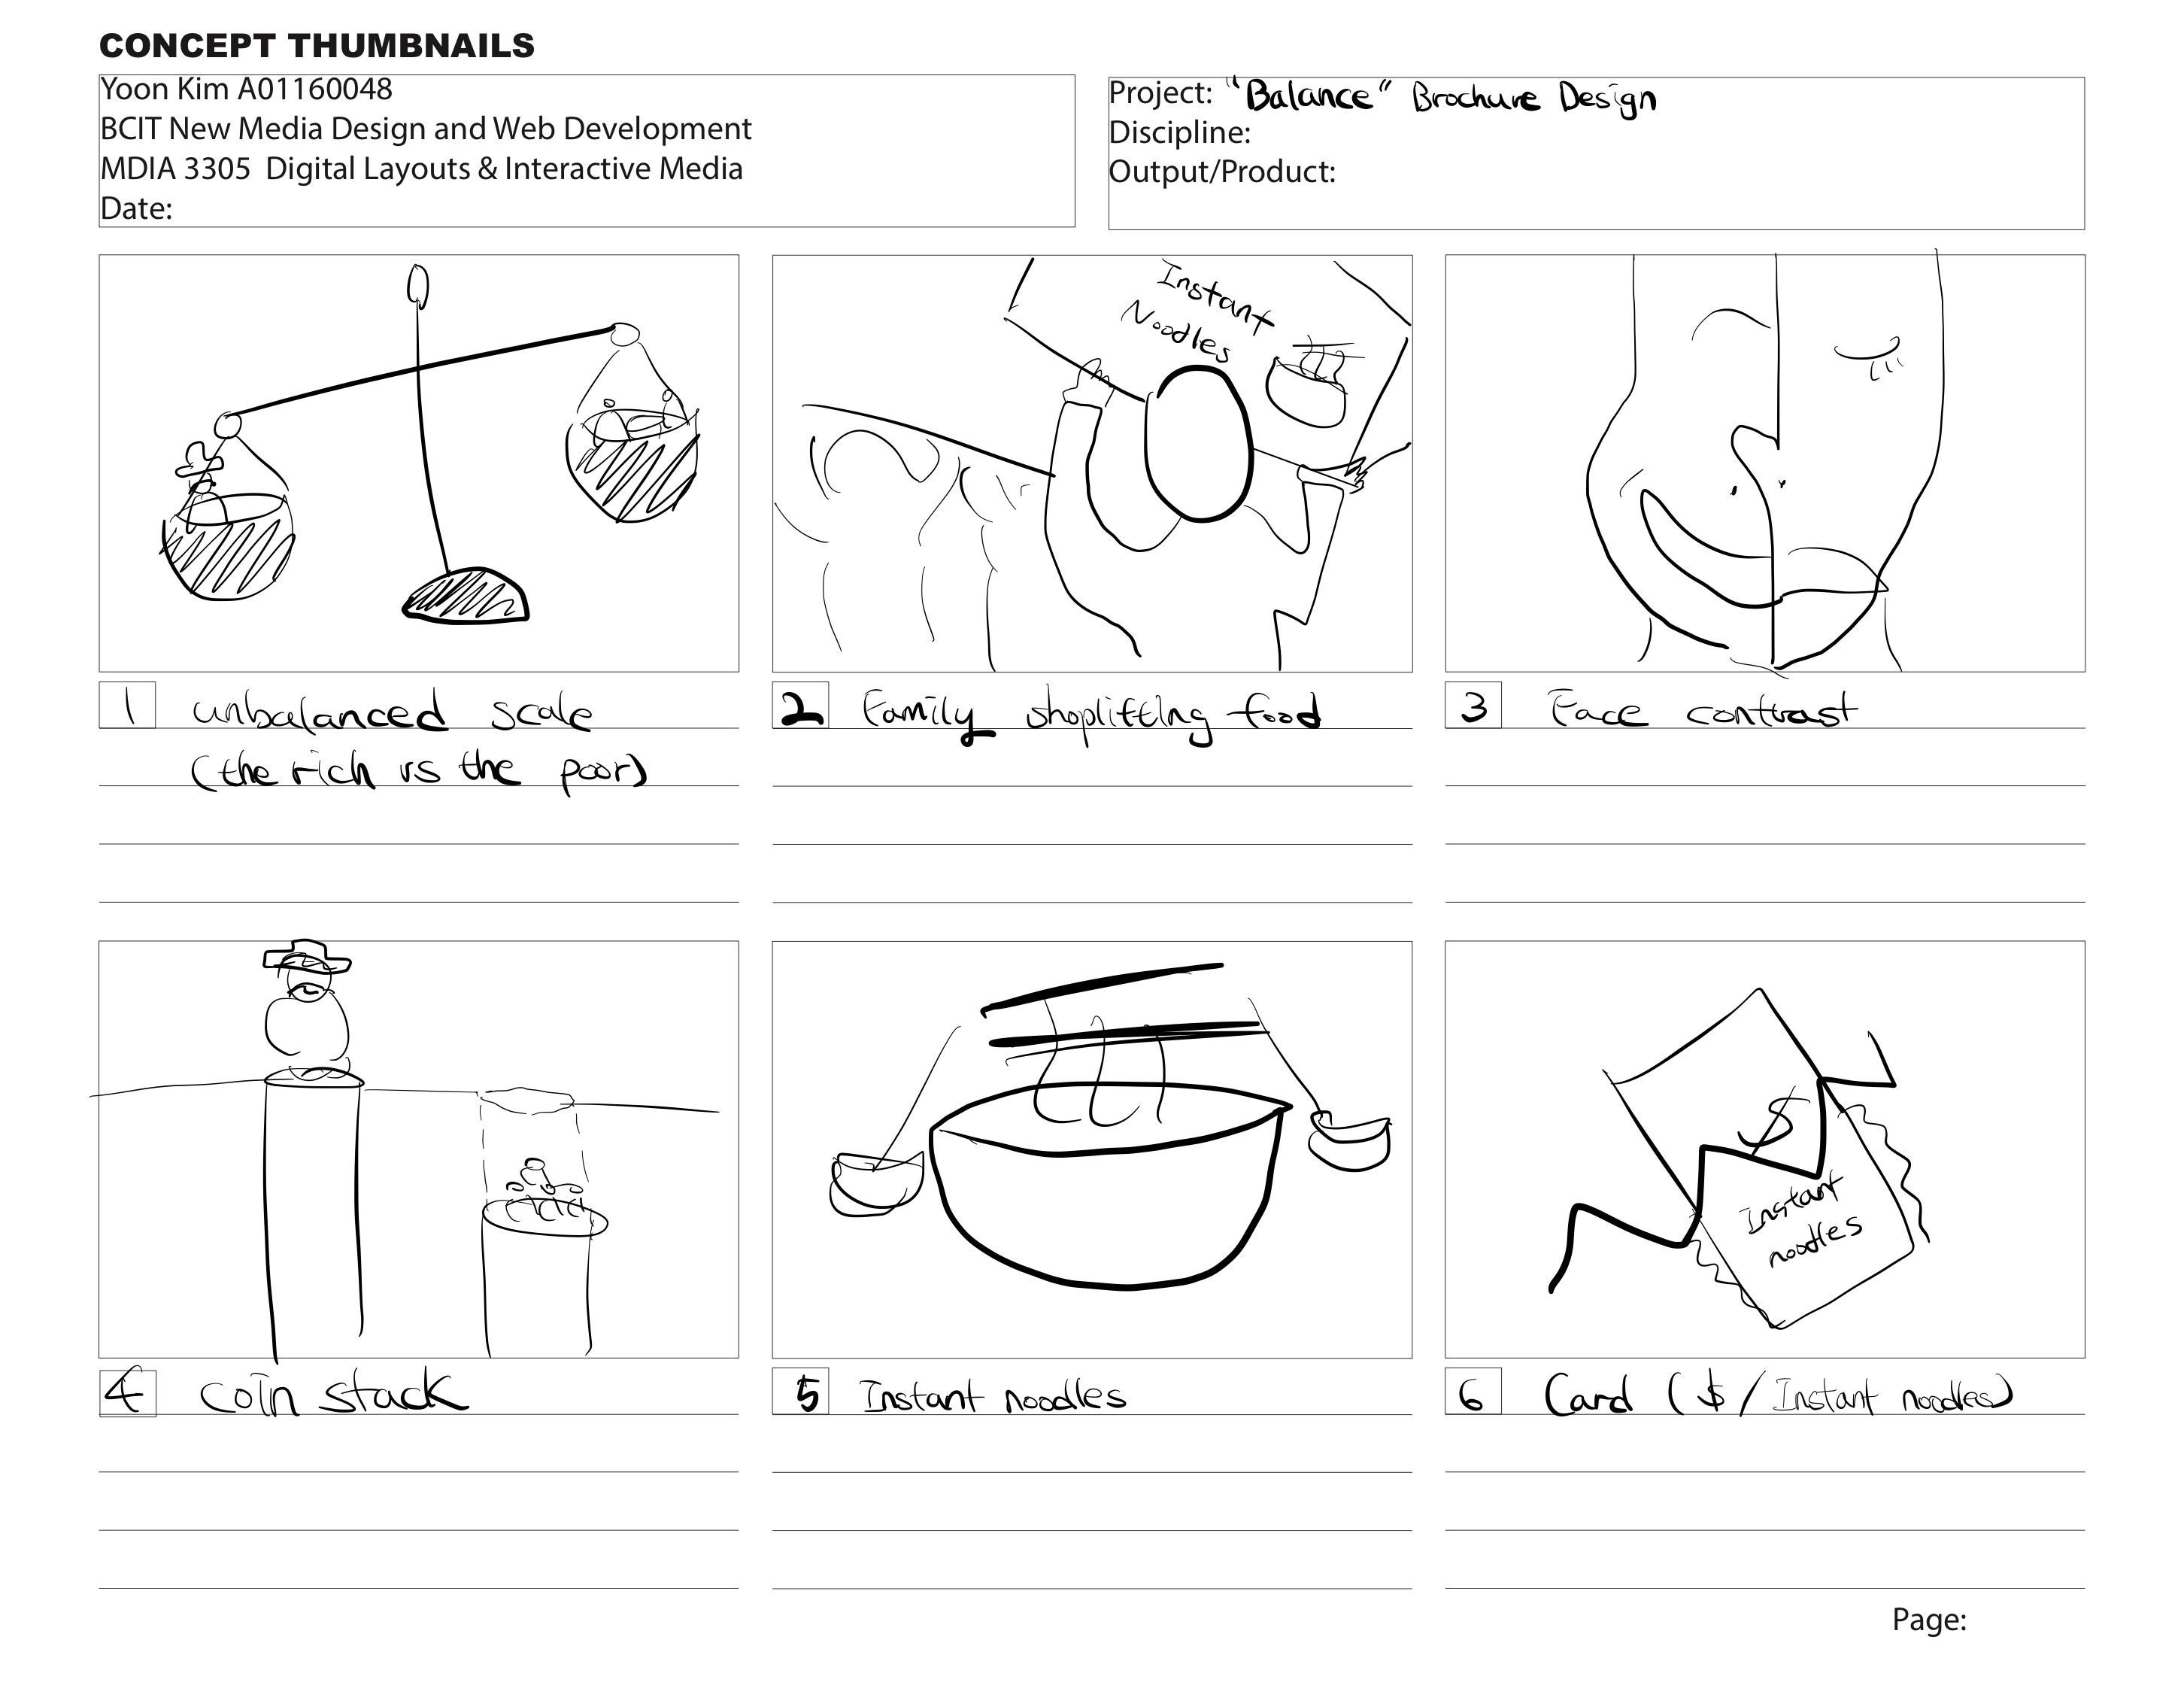 CONCEPT THUMBNAILS
Yoon Kim A01160048
BCIT New Media Design and Web Development
MDIA 3305 Digital Layouts & Interactive Media
Date:
Project: "Balance" Brochure Design
Discipline:
Output/Product:
Instant
Noodles
1 unbalanced scale
(the rich vs the poor)
2 Family shoplifting food
3 Face contrast
$
Instant
noodles
4 coin stack
5 Instant noodles
6 Card ($/Instant noodles)
Page: